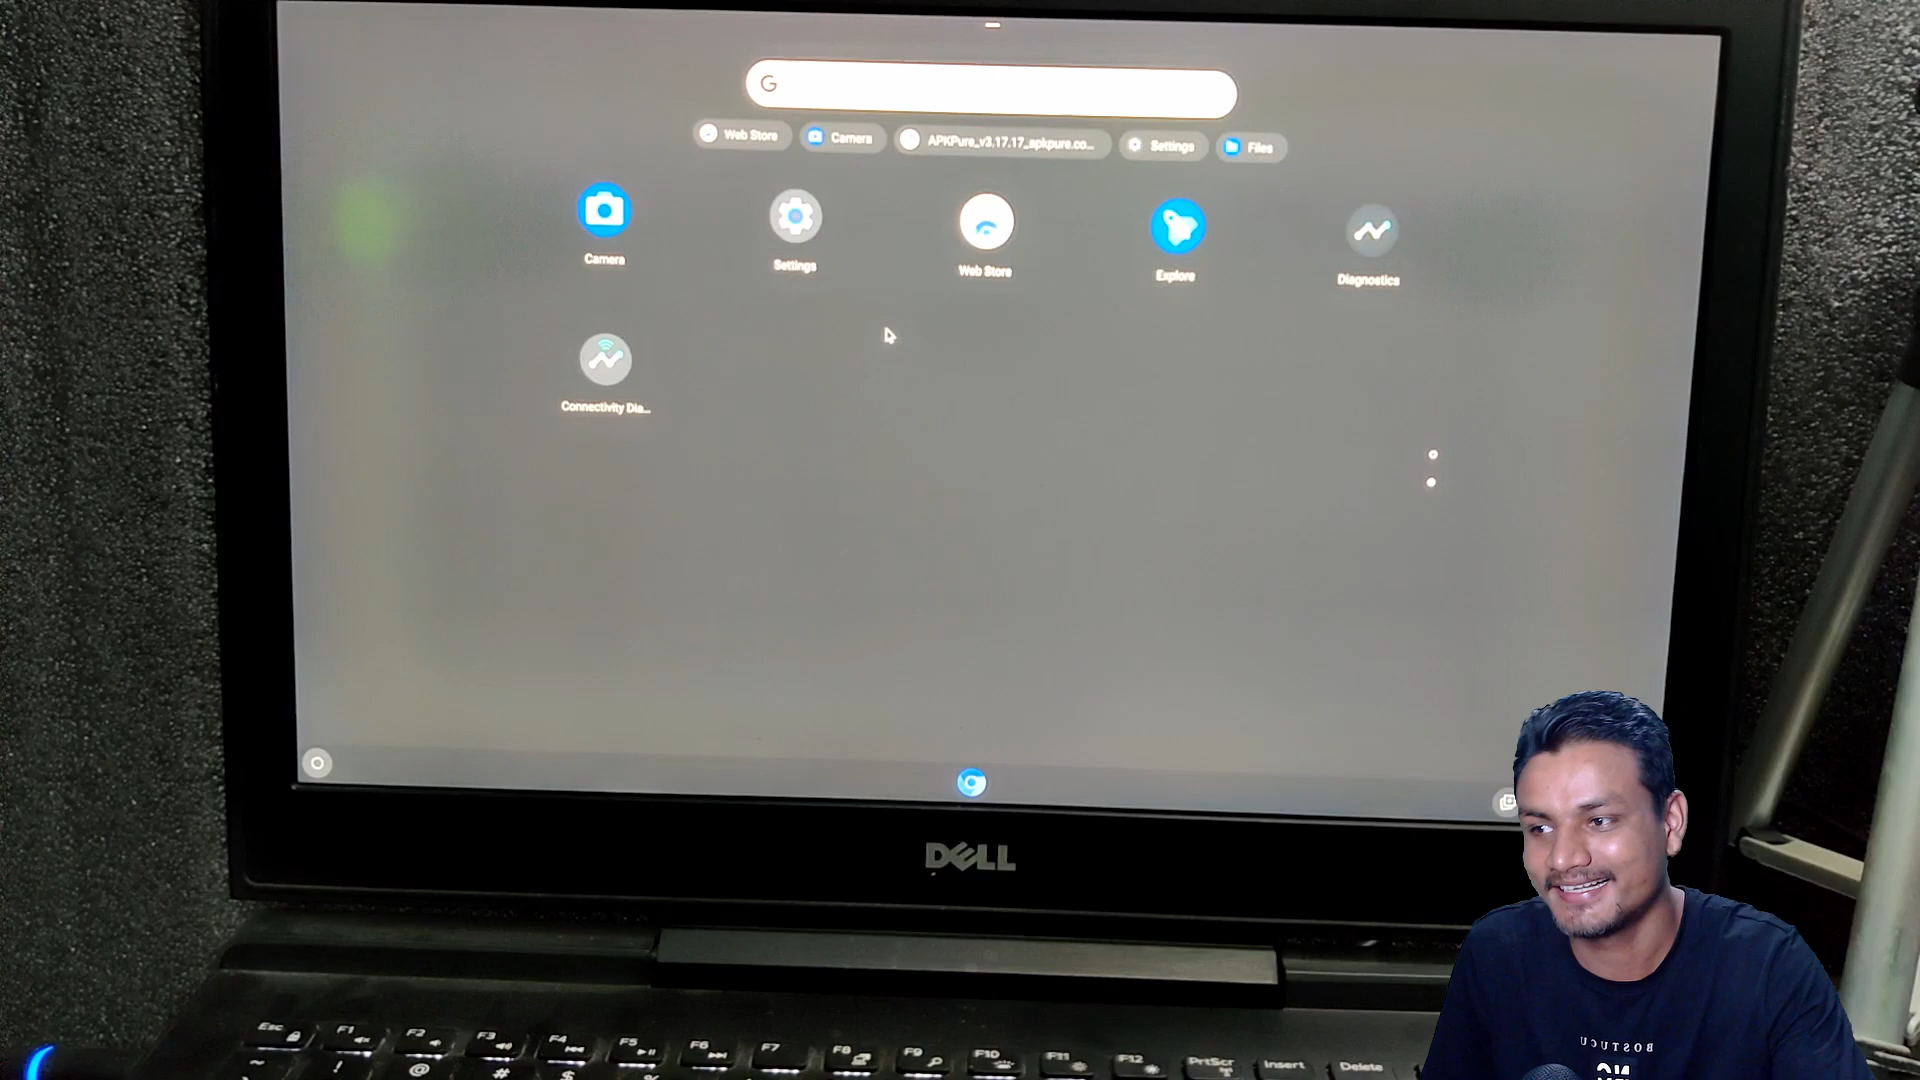 G
Web Store
Camera
APKPure_v3.17.17_apkpure.co...
Settings
Files
Camera
Settings
Web Store
Explore
Diagnostics
Connectivity Dia...
DELL
Esc F1 F2 F3 F4 F5 F6 F7 F8 F9 F10 F11 F12 PrtScr Insert Delete
~ ! @ # $
BOSTUCU